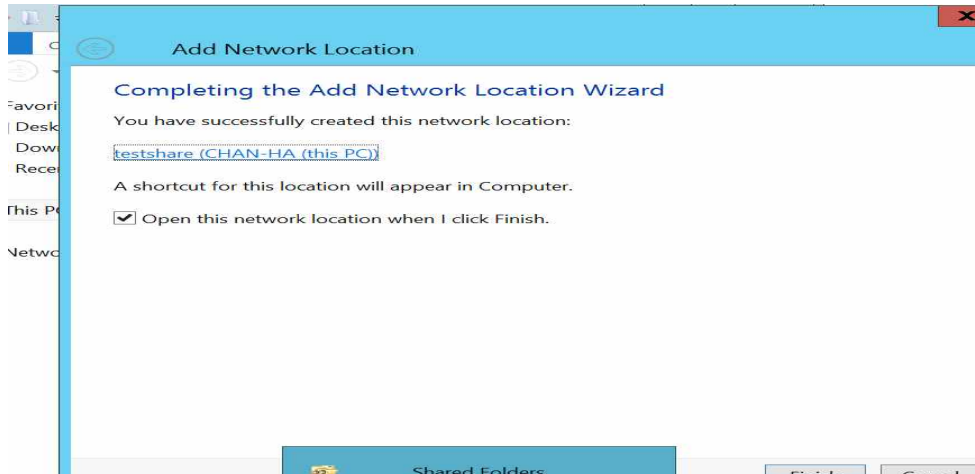 Add Network Location
Completing the Add Network Location Wizard
You have successfully created this network location:
testshare (CHAN-HA (this PC))
A shortcut for this location will appear in Computer.
Open this network location when I click Finish.
Favori
Desk
Dow
Rece
This P
Netwo
Shared Folders